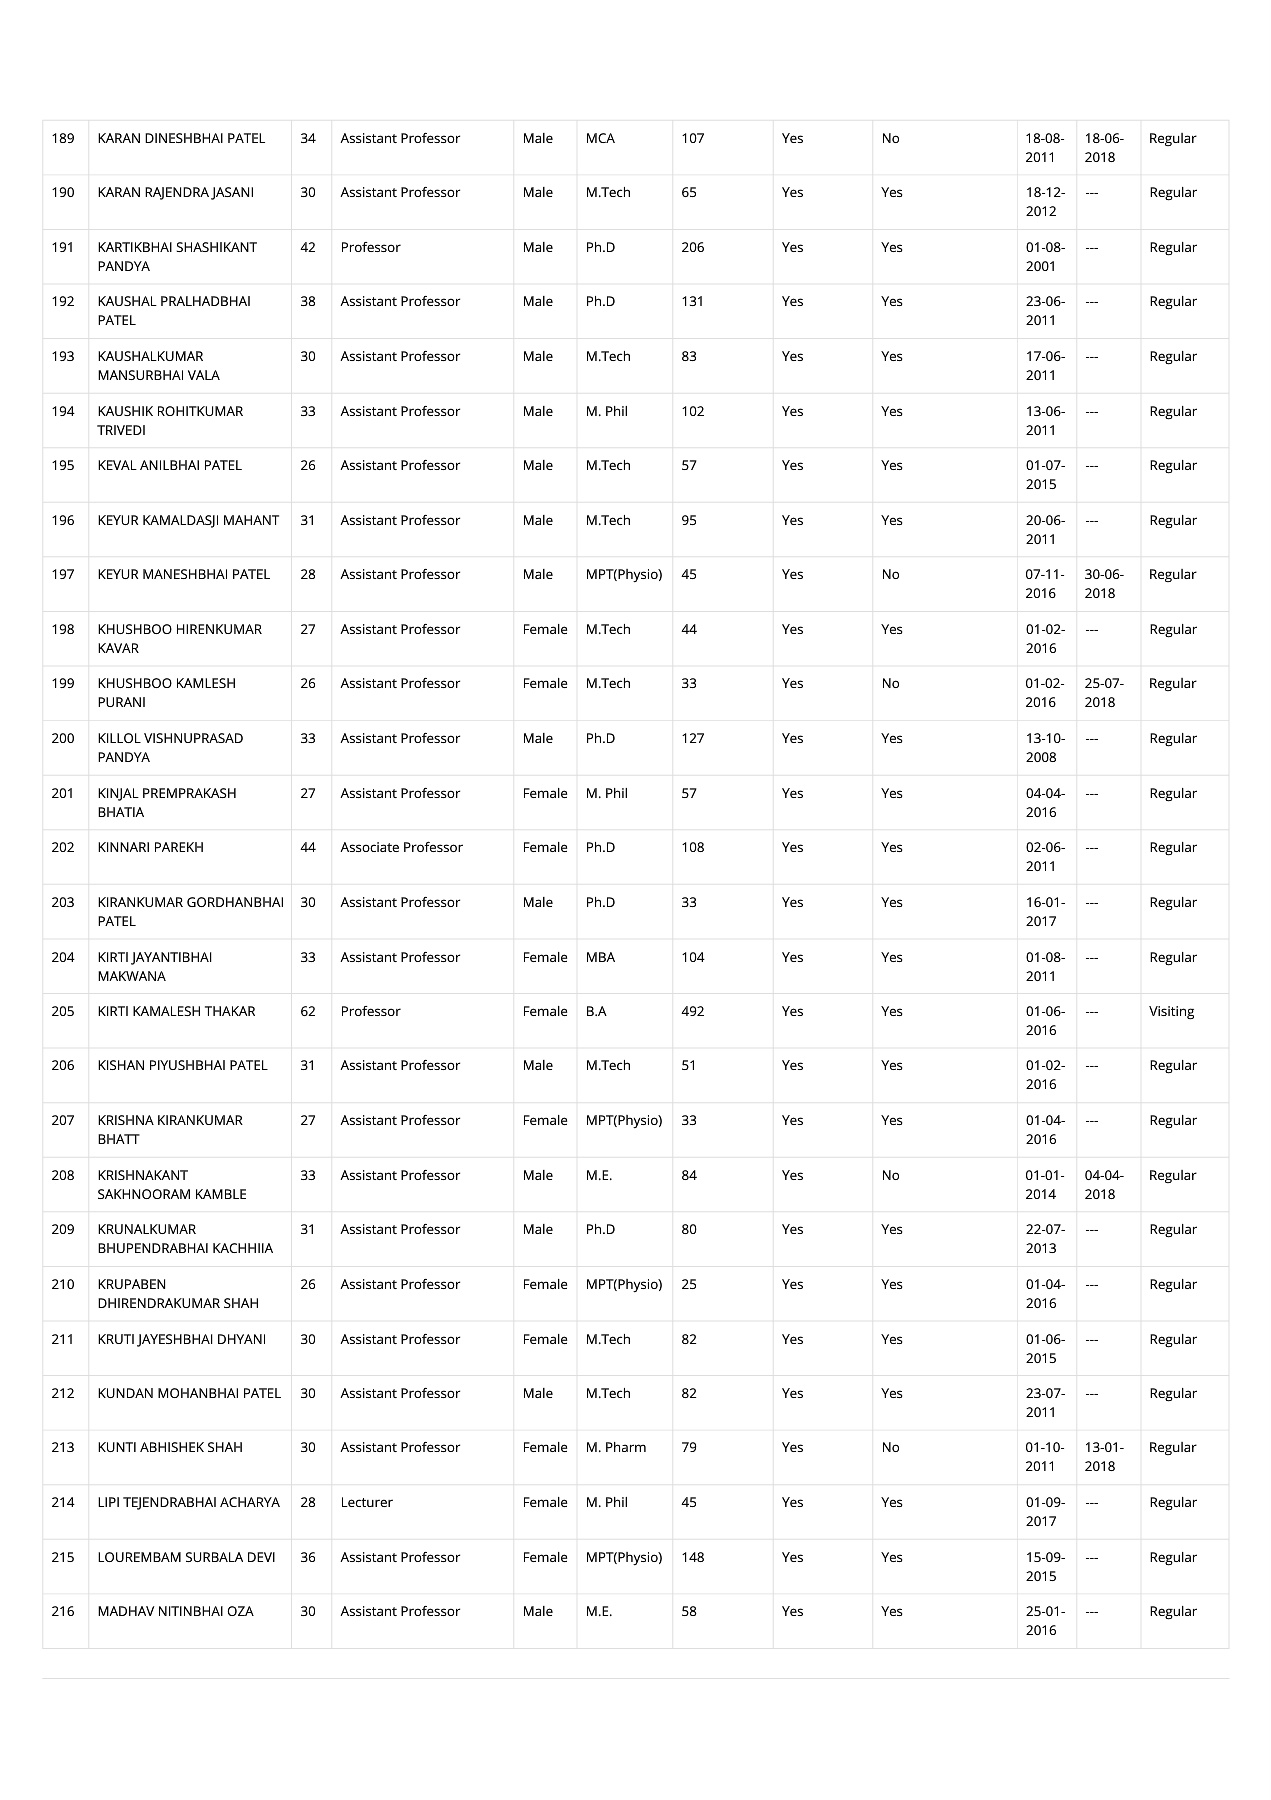 189 KARAN DINESHBHAI PATEL 34 Assistant Professor Male MCA 107 Yes No 18-08- 18-06- Regular
2011 2018
190 KARAN RAJENDRA JASANI 30 Assistant Professor Male M.Tech 65 Yes Yes 18-12- --- Regular
2012
191 KARTIKBHAI SHASHIKANT 42 Professor Male Ph.D 206 Yes Yes 01-08- --- Regular
PANDYA 2001
192 KAUSHAL PRALHADBHAI 38 Assistant Professor Male Ph.D 131 Yes Yes 23-06- --- Regular
PATEL 2011
193 KAUSHALKUMAR 30 Assistant Professor Male M.Tech 83 Yes Yes 17-06- --- Regular
MANSURBHAI VALA 2011
194 KAUSHIK ROHITKUMAR 33 Assistant Professor Male M. Phil 102 Yes Yes 13-06- --- Regular
TRIVEDI 2011
195 KEVAL ANILBHAI PATEL 26 Assistant Professor Male M.Tech 57 Yes Yes 01-07- --- Regular
2015
196 KEYUR KAMALDASJI MAHANT 31 Assistant Professor Male M.Tech 95 Yes Yes 20-06- --- Regular
2011
197 KEYUR MANESHBHAI PATEL 28 Assistant Professor Male MPT(Physio) 45 Yes No 07-11- 30-06- Regular
2016 2018
198 KHUSHBOO HIRENKUMAR 27 Assistant Professor Female M.Tech 44 Yes Yes 01-02- --- Regular
KAVAR 2016
199 KHUSHBOO KAMLESH 26 Assistant Professor Female M.Tech 33 Yes No 01-02- 25-07- Regular
PURANI 2016 2018
200 KILLOL VISHNUPRASAD 33 Assistant Professor Male Ph.D 127 Yes Yes 13-10- --- Regular
PANDYA 2008
201 KINJAL PREMPRAKASH 27 Assistant Professor Female M. Phil 57 Yes Yes 04-04- --- Regular
BHATIA 2016
202 KINNARI PAREKH 44 Associate Professor Female Ph.D 108 Yes Yes 02-06- --- Regular
2011
203 KIRANKUMAR GORDHANBHAI 30 Assistant Professor Male Ph.D 33 Yes Yes 16-01- --- Regular
PATEL 2017
204 KIRTI JAYANTIBHAI 33 Assistant Professor Female MBA 104 Yes Yes 01-08- --- Regular
MAKWANA 2011
205 KIRTI KAMALESH THAKAR 62 Professor Female B.A 492 Yes Yes 01-06- --- Visiting
2016
206 KISHAN PIYUSHBHAI PATEL 31 Assistant Professor Male M.Tech 51 Yes Yes 01-02- --- Regular
2016
207 KRISHNA KIRANKUMAR 27 Assistant Professor Female MPT(Physio) 33 Yes Yes 01-04- --- Regular
BHATT 2016
208 KRISHNAKANT 33 Assistant Professor Male M.E. 84 Yes No 01-01- 04-04- Regular
SAKHNOORAM KAMBLE 2014 2018
209 KRUNALKUMAR 31 Assistant Professor Male Ph.D 80 Yes Yes 22-07- --- Regular
BHUPENDRABHAI KACHHIIA 2013
210 KRUPABEN 26 Assistant Professor Female MPT(Physio) 25 Yes Yes 01-04- --- Regular
DHIRENDRAKUMAR SHAH 2016
211 KRUTI JAYESHBHAI DHYANI 30 Assistant Professor Female M.Tech 82 Yes Yes 01-06- --- Regular
2015
212 KUNDAN MOHANBHAI PATEL 30 Assistant Professor Male M.Tech 82 Yes Yes 23-07- --- Regular
2011
213 KUNTI ABHISHEK SHAH 30 Assistant Professor Female M. Pharm 79 Yes No 01-10- 13-01- Regular
2011 2018
214 LIPI TEJENDRABHAI ACHARYA 28 Lecturer Female M. Phil 45 Yes Yes 01-09- --- Regular
2017
215 LOUREMBAM SURBALA DEVI 36 Assistant Professor Female MPT(Physio) 148 Yes Yes 15-09- --- Regular
2015
216 MADHAV NITINBHAI OZA 30 Assistant Professor Male M.E. 58 Yes Yes 25-01- --- Regular
2016